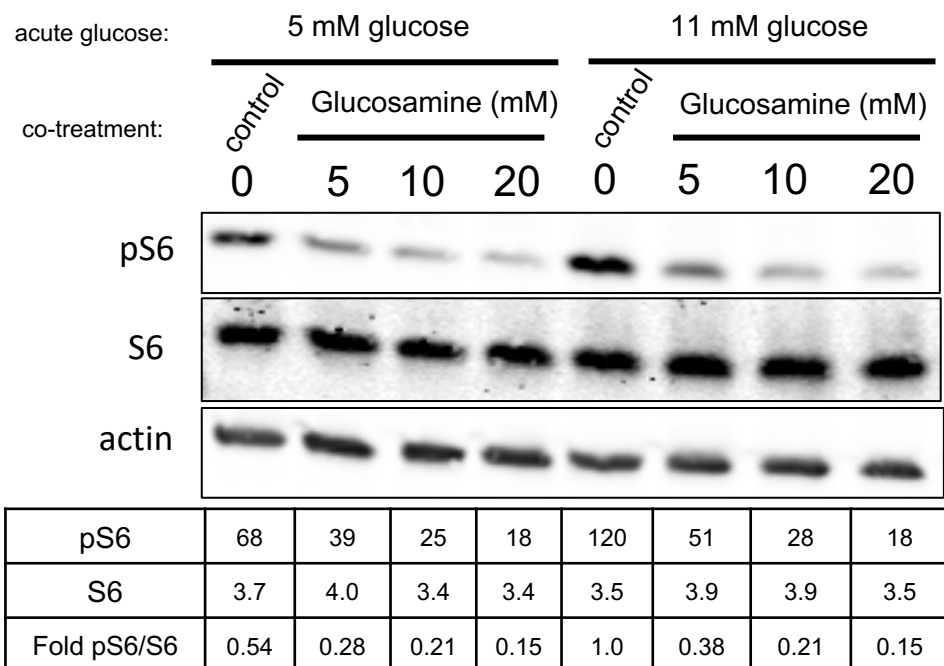 acute glucose: 5 mM glucose 11 mM glucose
co-treatment: control Glucosamine (mM) control Glucosamine (mM)
0 5 10 20 0 5 10 20
pS6
S6
actin
pS6 68 39 25 18 120 51 28 18
S6 3.7 4.0 3.4 3.4 3.5 3.9 3.9 3.5
Fold pS6/S6 0.54 0.28 0.21 0.15 1.0 0.38 0.21 0.15